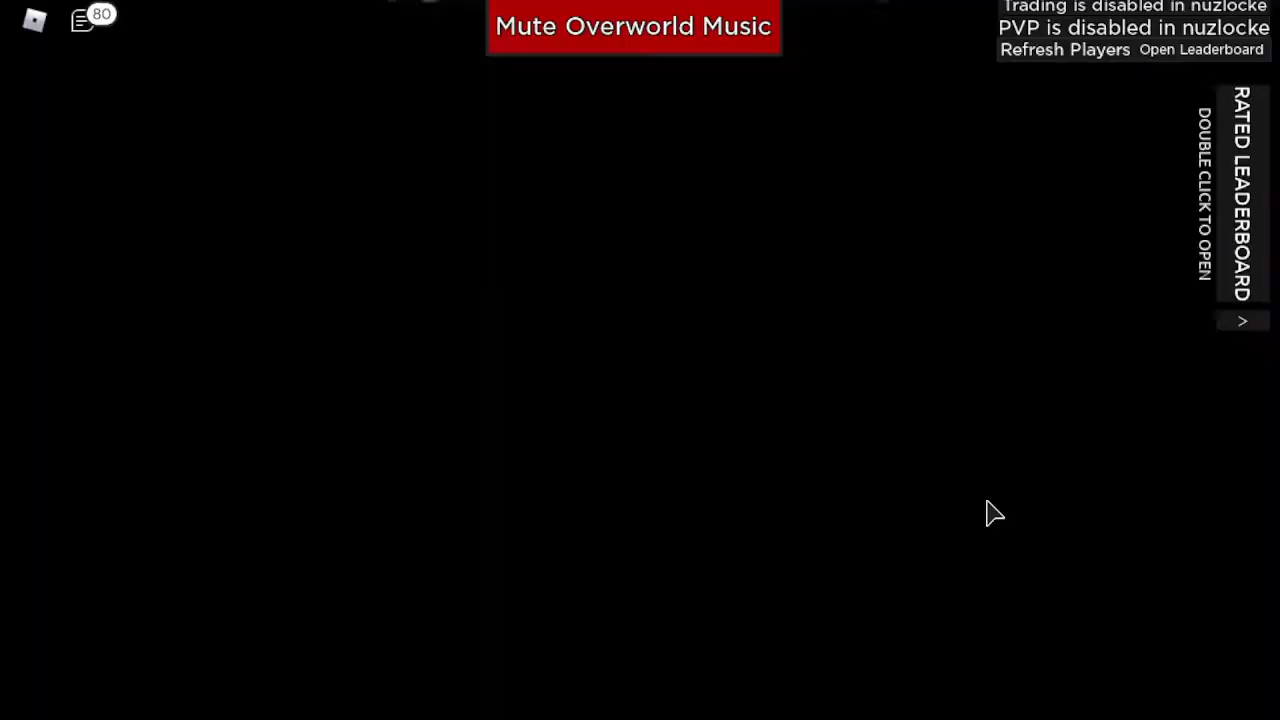 80
Mute Overworld Music
Trading is disabled in nuzlocke
PVP is disabled in nuzlocke
Refresh Players Open Leaderboard
RATED LEADERBOARD
DOUBLE CLICK TO OPEN
>